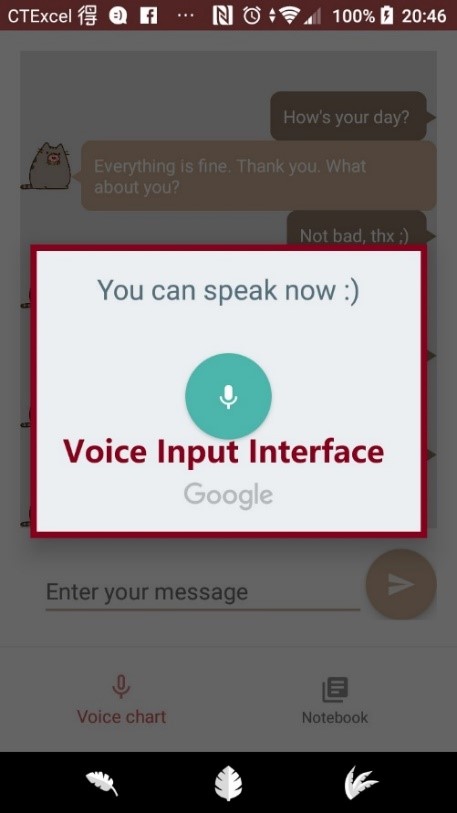 CTExcel 得 ... 100% 20:46
How's your day?
Everything is fine. Thank you. What
about you?
Not bad, thx ;)
You can speak now :)
Voice Input Interface
Google
Enter your message
Voice chart
Notebook